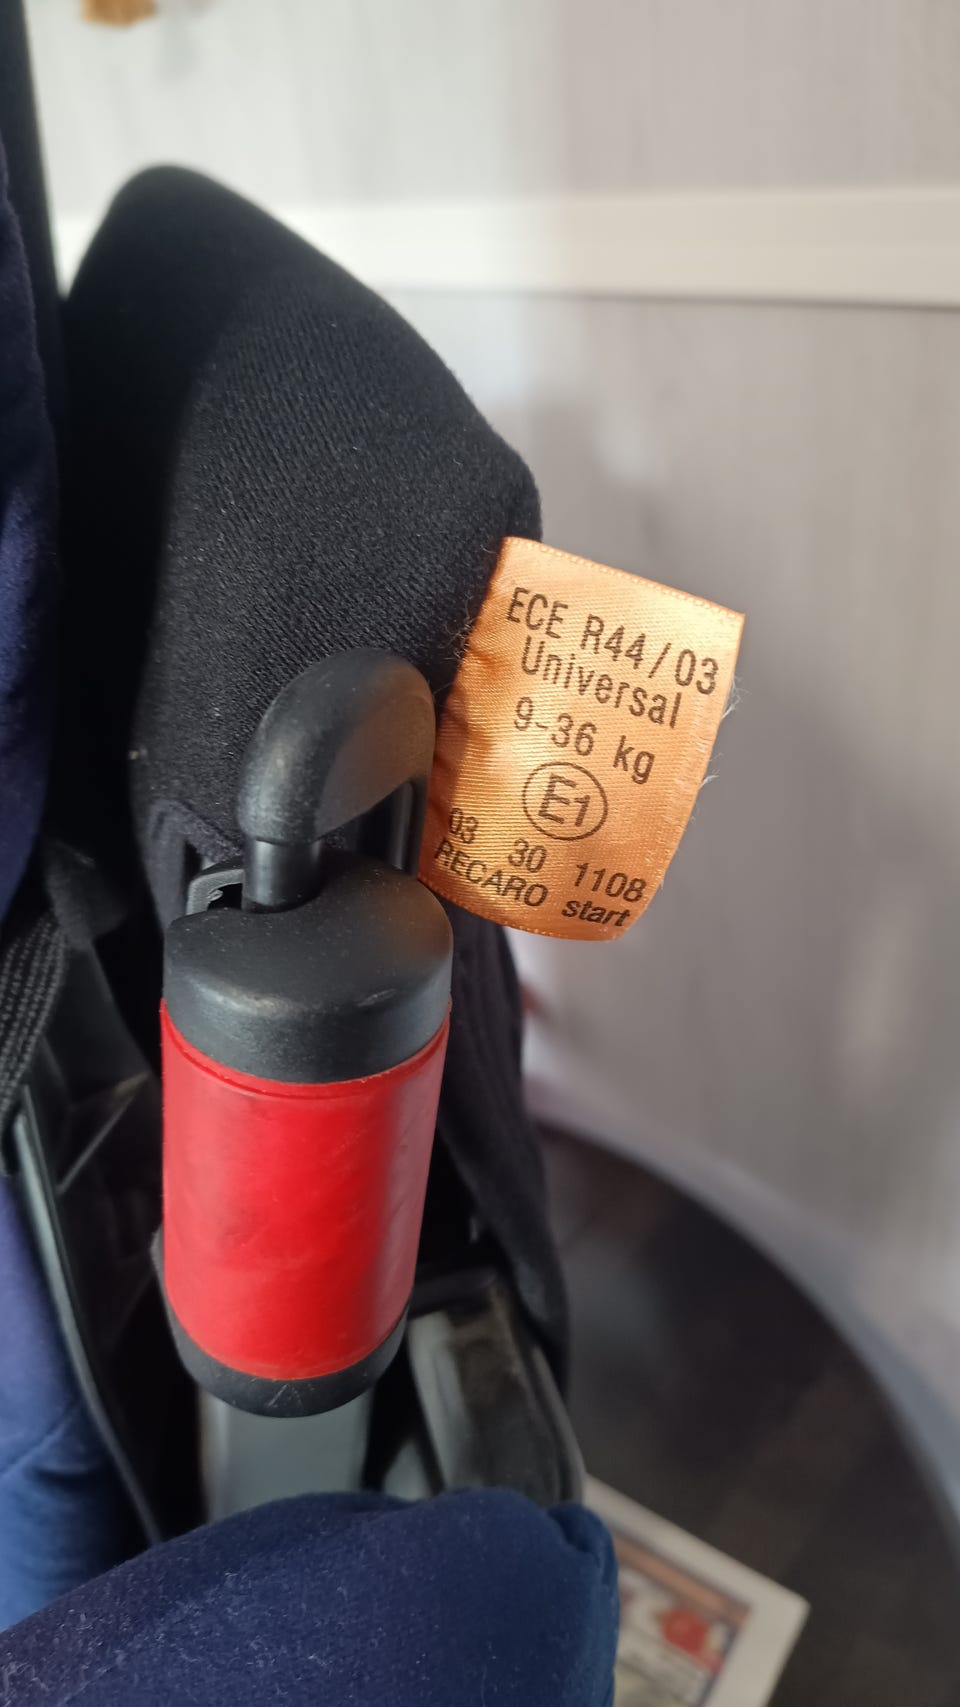 ECE R44/03
Universal
9-36 kg
E1
03 30 1108
RECARO start